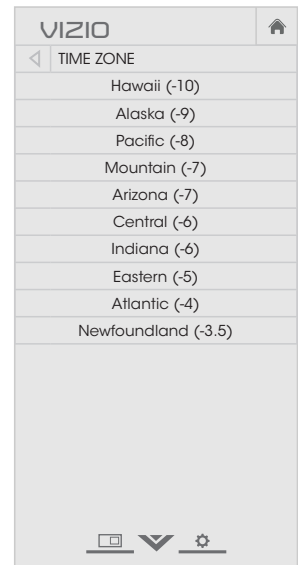 VIZIO
TIME ZONE
Hawaii (-10)
Alaska (-9)
Pacific (-8)
Mountain (-7)
Arizona (-7)
Central (-6)
Indiana (-6)
Eastern (-5)
Atlantic (-4)
Newfoundland (-3.5)